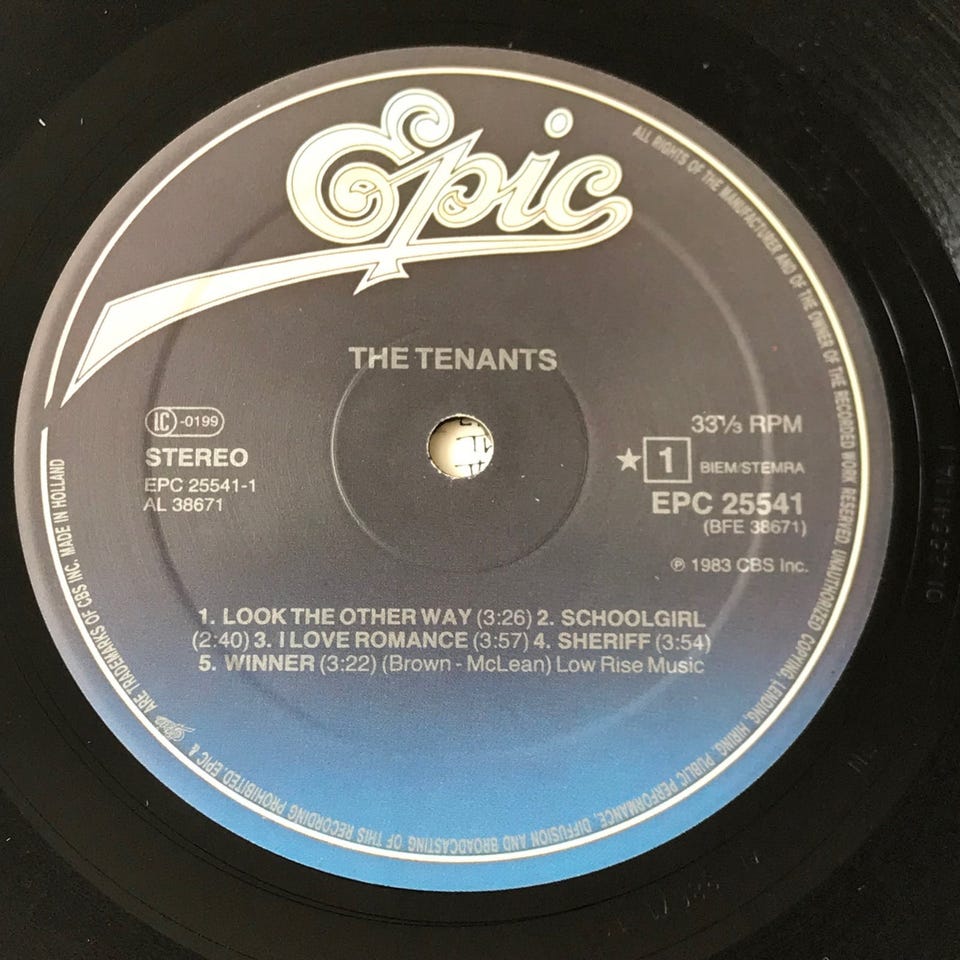 Epic
THE TENANTS
LC -0199
STEREO
EPC 25541-1
AL 38671
33⅓ RPM
★ 1 BIEM/STEMRA
EPC 25541
(BFE 38671)
℗ 1983 CBS Inc.
1. LOOK THE OTHER WAY (3:26) 2. SCHOOLGIRL
(2:40) 3. I LOVE ROMANCE (3:57) 4. SHERIFF (3:54)
5. WINNER (3:22) (Brown - McLean) Low Rise Music
ALL RIGHTS OF THE MANUFACTURER AND OF THE OWNER OF THE RECORDED WORK RESERVED. UNAUTHORIZED COPYING, LENDING, HIRING, PUBLIC PERFORMANCE, DIFFUSION AND BROADCASTING OF THIS RECORDING PROHIBITED. EPIC & Epic ARE TRADEMARKS OF CBS INC. MADE IN HOLLAND